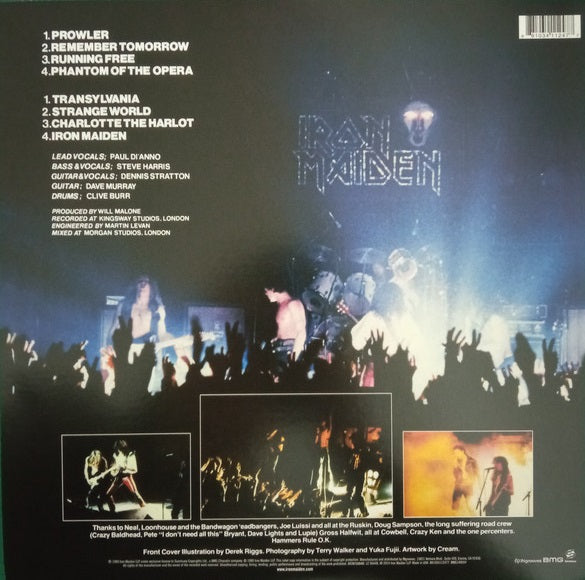 1. PROWLER
2. REMEMBER TOMORROW
3. RUNNING FREE
4. PHANTOM OF THE OPERA
1. TRANSYLVANIA
2. STRANGE WORLD
3. CHARLOTTE THE HARLOT
4. IRON MAIDEN
LEAD VOCALS; PAUL DI'ANNO
BASS & VOCALS; STEVE HARRIS
GUITAR & VOCALS; DENNIS STRATTON
GUITAR; DAVE MURRAY
DRUMS; CLIVE BURR
PRODUCED BY WILL MALONE
RECORDED AT KINGSWAY STUDIOS, LONDON
ENGINEERED BY MARTIN LEVAN
MIXED AT MORGAN STUDIOS, LONDON
IRON
MAIDEN
Thanks to Neal, Loonhouse and the Bandwagon 'eadbangers, Joe Luissi and all at the Ruskin, Doug Sampson, the long suffering road crew
(Crazy Baldhead, Pete "I don't need all this" Bryant, Dave Lights and Lupie) Gross Halfwit, all at Cowbell, Crazy Ken and the one percenters.
Hammers Rule O.K.
Front Cover Illustration by Derek Riggs. Photography by Terry Walker and Yuka Fujii. Artwork by Cream.
BMG
www.ironmaiden.com